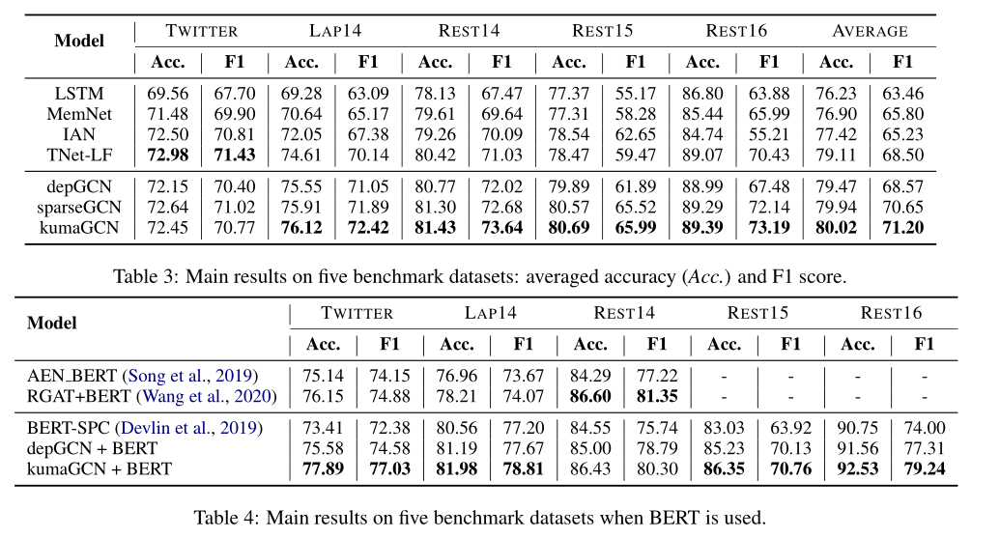 Model TWITTER LAP14 REST14 REST15 REST16 AVERAGE
Acc. F1 Acc. F1 Acc. F1 Acc. F1 Acc. F1 Acc. F1
LSTM 69.56 67.70 69.28 63.09 78.13 67.47 77.37 55.17 86.80 63.88 76.23 63.46
MemNet 71.48 69.90 70.64 65.17 79.61 69.64 77.31 58.28 85.44 65.99 76.90 65.80
IAN 72.50 70.81 72.05 67.38 79.26 70.09 78.54 62.65 84.74 55.21 77.42 65.23
TNet-LF 72.98 71.43 74.61 70.14 80.42 71.03 78.47 59.47 89.07 70.43 79.11 68.50
depGCN 72.15 70.40 75.55 71.05 80.77 72.02 79.89 61.89 88.99 67.48 79.47 68.57
sparseGCN 72.64 71.02 75.91 71.89 81.30 72.68 80.57 65.52 89.29 72.14 79.94 70.65
kumaGCN 72.45 70.77 76.12 72.42 81.43 73.64 80.69 65.99 89.39 73.19 80.02 71.20
Table 3: Main results on five benchmark datasets: averaged accuracy (Acc.) and F1 score.
Model TWITTER LAP14 REST14 REST15 REST16
Acc. F1 Acc. F1 Acc. F1 Acc. F1 Acc. F1
AEN_BERT (Song et al., 2019) 75.14 74.15 76.96 73.67 84.29 77.22 - - - -
RGAT+BERT (Wang et al., 2020) 76.15 74.88 78.21 74.07 86.60 81.35 - - - -
BERT-SPC (Devlin et al., 2019) 73.41 72.38 80.56 77.20 84.55 75.74 83.03 63.92 90.75 74.00
depGCN + BERT 75.58 74.58 81.19 77.67 85.00 78.79 85.23 70.13 91.56 77.31
kumaGCN + BERT 77.89 77.03 81.98 78.81 86.43 80.30 86.35 70.76 92.53 79.24
Table 4: Main results on five benchmark datasets when BERT is used.